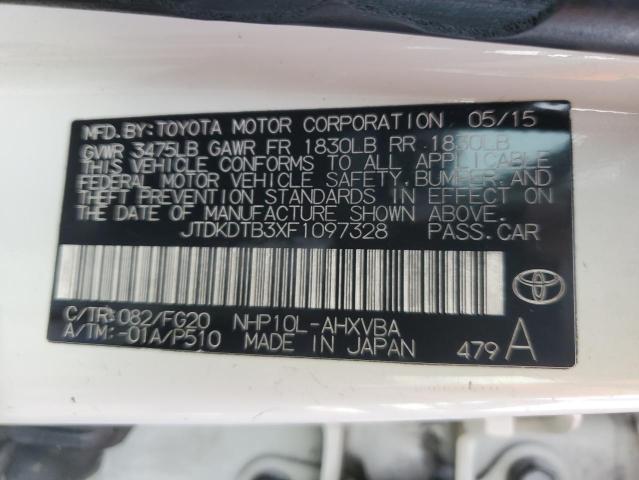 MFD.BY:TOYOTA MOTOR CORPORATION 05/15
GVWR 3475LB GAWR FR 1830LB RR 1830LB
THIS VEHICLE CONFORMS TO ALL APPLICABLE
FEDERAL MOTOR VEHICLE SAFETY, BUMPER, AND
THEFT PREVENTION STANDARDS IN EFFECT ON
THE DATE OF MANUFACTURE SHOWN ABOVE.
JTDKDTB3XF1097328 PASS.CAR
C/TR:082/FG20 NHP10L-AHXVBA
A/TM:-01A/P510 MADE IN JAPAN 479 A